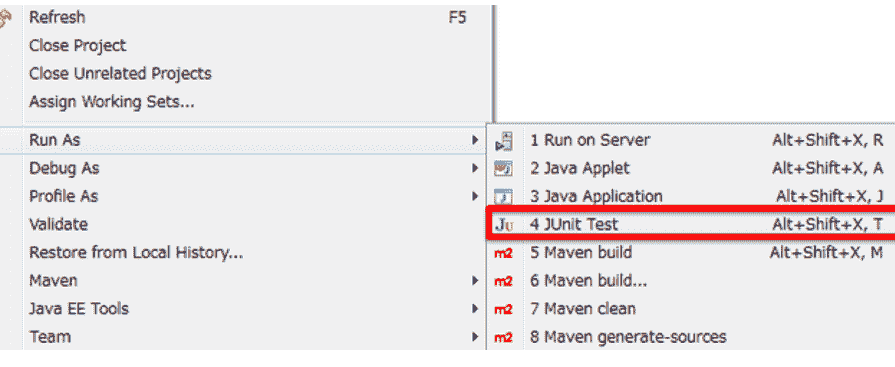 Refresh F5
Close Project
Close Unrelated Projects
Assign Working Sets...
Run As
Debug As
Profile As
Validate
Restore from Local History...
Maven
Java EE Tools
Team
1 Run on Server Alt+Shift+X, R
2 Java Applet Alt+Shift+X, A
3 Java Application Alt+Shift+X, J
Ju 4 JUnit Test Alt+Shift+X, T
m2 5 Maven build Alt+Shift+X, M
m2 6 Maven build...
m2 7 Maven clean
m2 8 Maven generate-sources